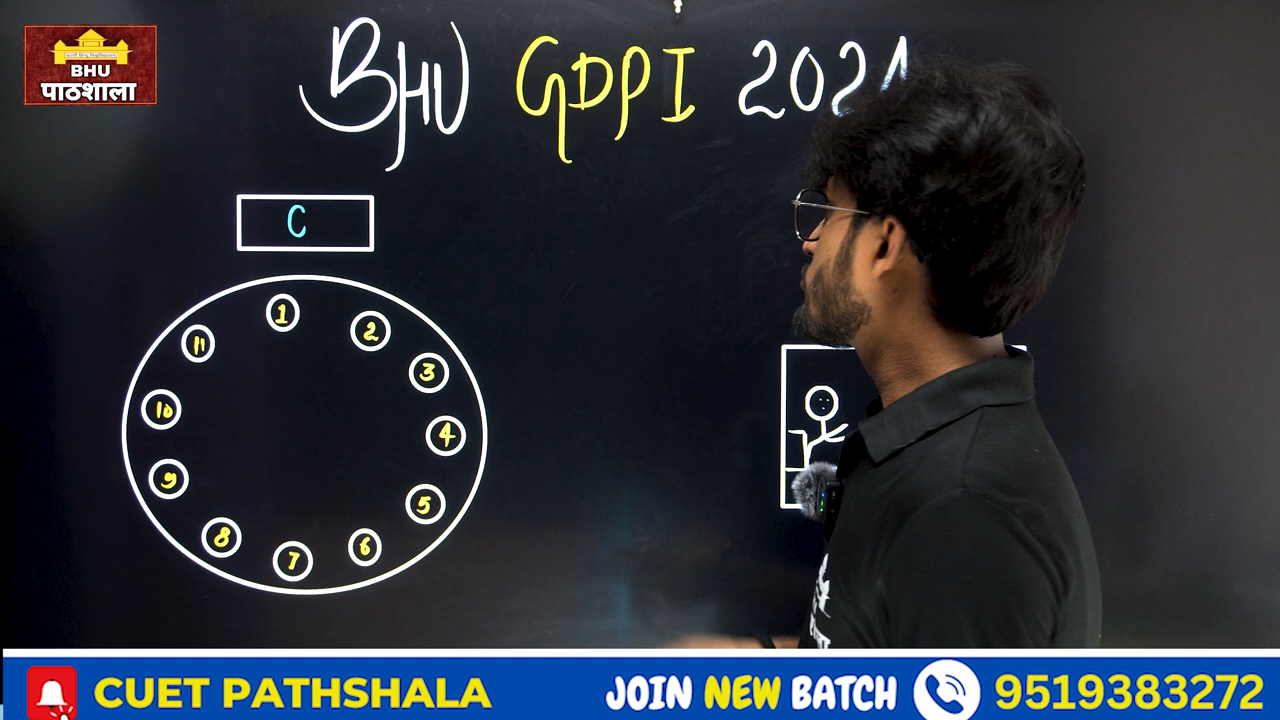 BHU
पाठशाला
BHU GDPI 2024
C
1
2
3
4
5
6
7
8
9
10
11
CUET PATHSHALA
JOIN NEW BATCH
9519383272